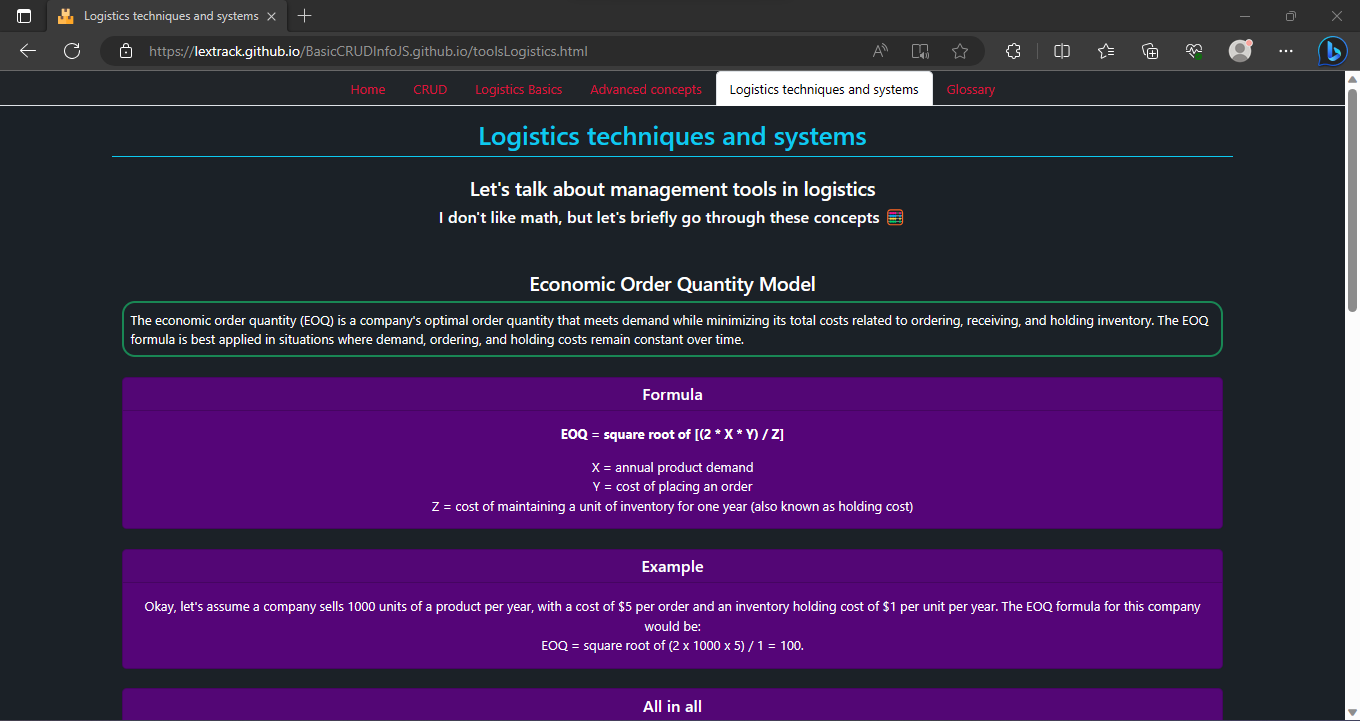 Logistics techniques and systems
https://lextrack.github.io/BasicCRUDInfoJS.github.io/toolsLogistics.html
Home CRUD Logistics Basics Advanced concepts Logistics techniques and systems Glossary
Logistics techniques and systems
Let's talk about management tools in logistics
I don't like math, but let's briefly go through these concepts 🧮
Economic Order Quantity Model
The economic order quantity (EOQ) is a company's optimal order quantity that meets demand while minimizing its total costs related to ordering, receiving, and holding inventory. The EOQ
formula is best applied in situations where demand, ordering, and holding costs remain constant over time.
Formula
EOQ = square root of [(2 * X * Y) / Z]
X = annual product demand
Y = cost of placing an order
Z = cost of maintaining a unit of inventory for one year (also known as holding cost)
Example
Okay, let's assume a company sells 1000 units of a product per year, with a cost of $5 per order and an inventory holding cost of $1 per unit per year. The EOQ formula for this company
would be:
EOQ = square root of (2 x 1000 x 5) / 1 = 100.
All in all